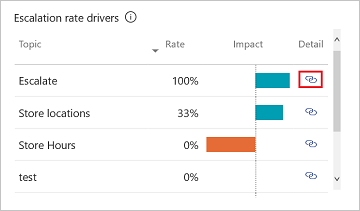 Escalation rate drivers
Topic Rate Impact Detail
Escalate 100%
Store locations 33%
Store Hours 0%
test 0%